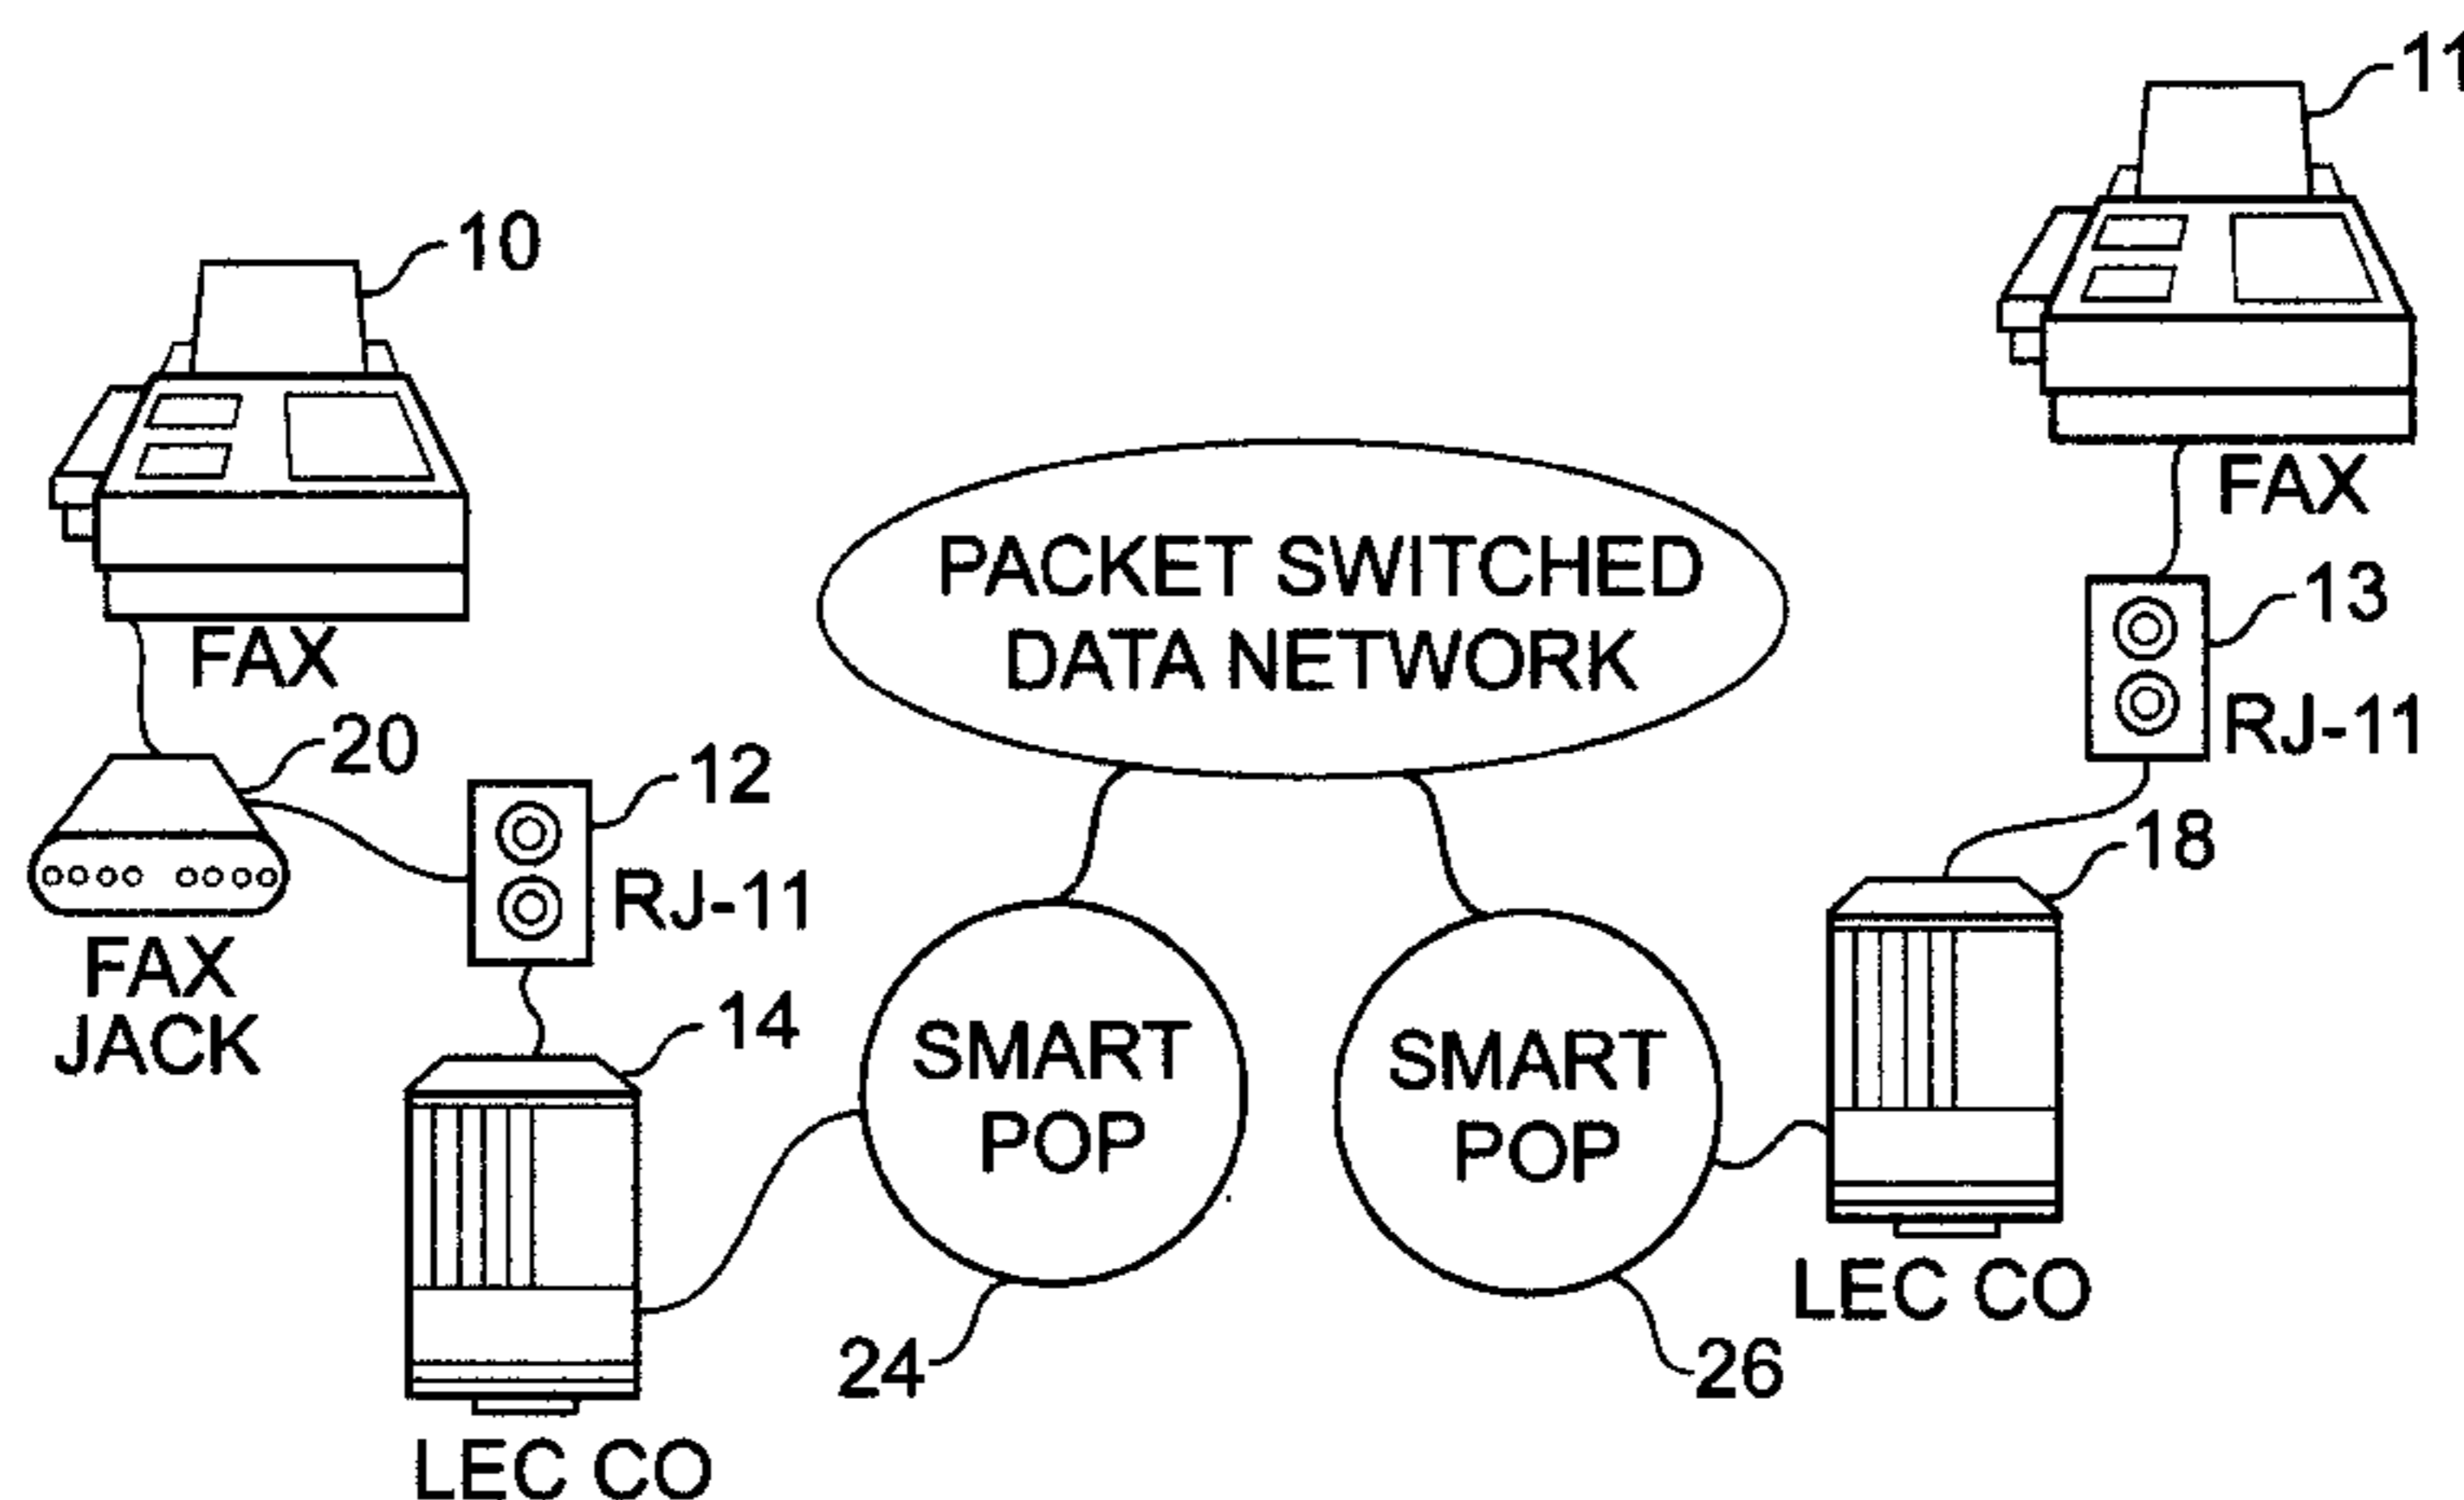 11
10
FAX
PACKET SWITCHED
DATA NETWORK
13
RJ-11
FAX
20
12
RJ-11
18
FAX
JACK
14
SMART
POP
SMART
POP
LEC CO
24
26
LEC CO